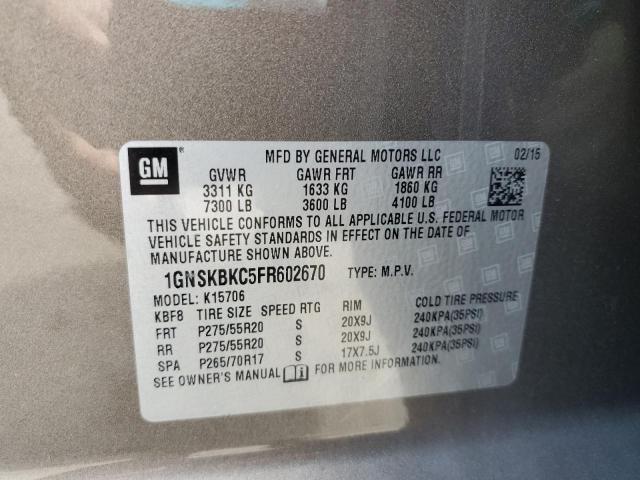 GM
MFD BY GENERAL MOTORS LLC 02/15
GVWR GAWR FRT GAWR RR
3311 KG 1633 KG 1860 KG
7300 LB 3600 LB 4100 LB
THIS VEHICLE CONFORMS TO ALL APPLICABLE U.S. FEDERAL MOTOR
VEHICLE SAFETY STANDARDS IN EFFECT ON THE DATE OF
MANUFACTURE SHOWN ABOVE.
1GNSKBKC5FR602670 TYPE: M.P.V.
MODEL: K15706
KBF8 TIRE SIZE SPEED RTG RIM COLD TIRE PRESSURE
FRT P275/55R20 S 20X9J 240KPA(35PSI)
RR P275/55R20 S 20X9J 240KPA(35PSI)
SPA P265/70R17 S 17X7.5J 240KPA(35PSI)
SEE OWNER'S MANUAL FOR MORE INFORMATION.